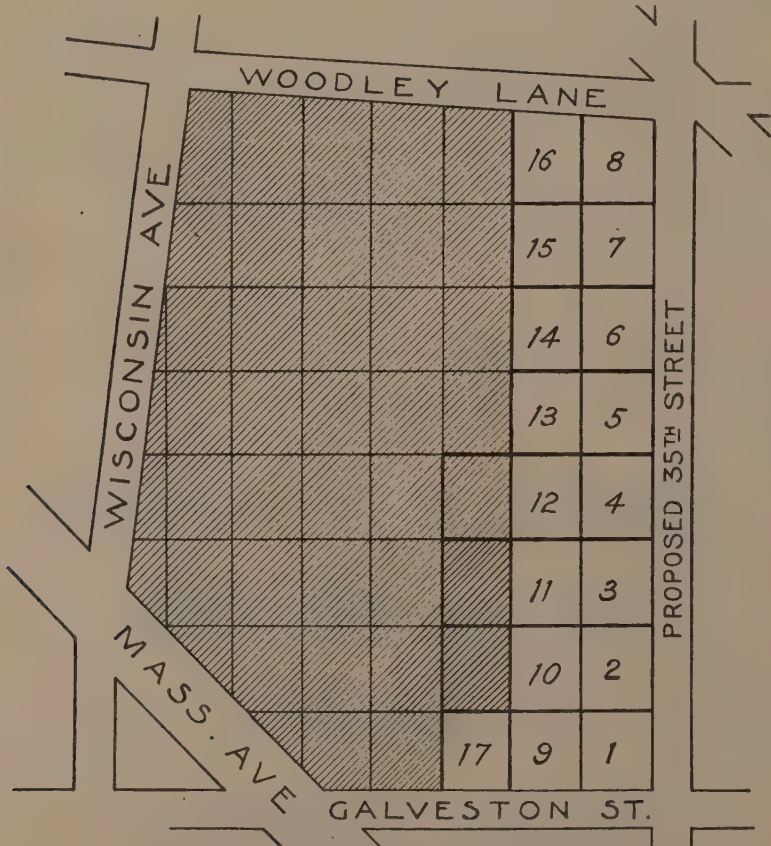 WOODLEY LANE
WISCONSIN AVE
16 8
15 7
14 6
13 5
12 4
11 3
10 2
17 9 1
PROPOSED 35TH STREET
MASS. AVE
GALVESTON ST.